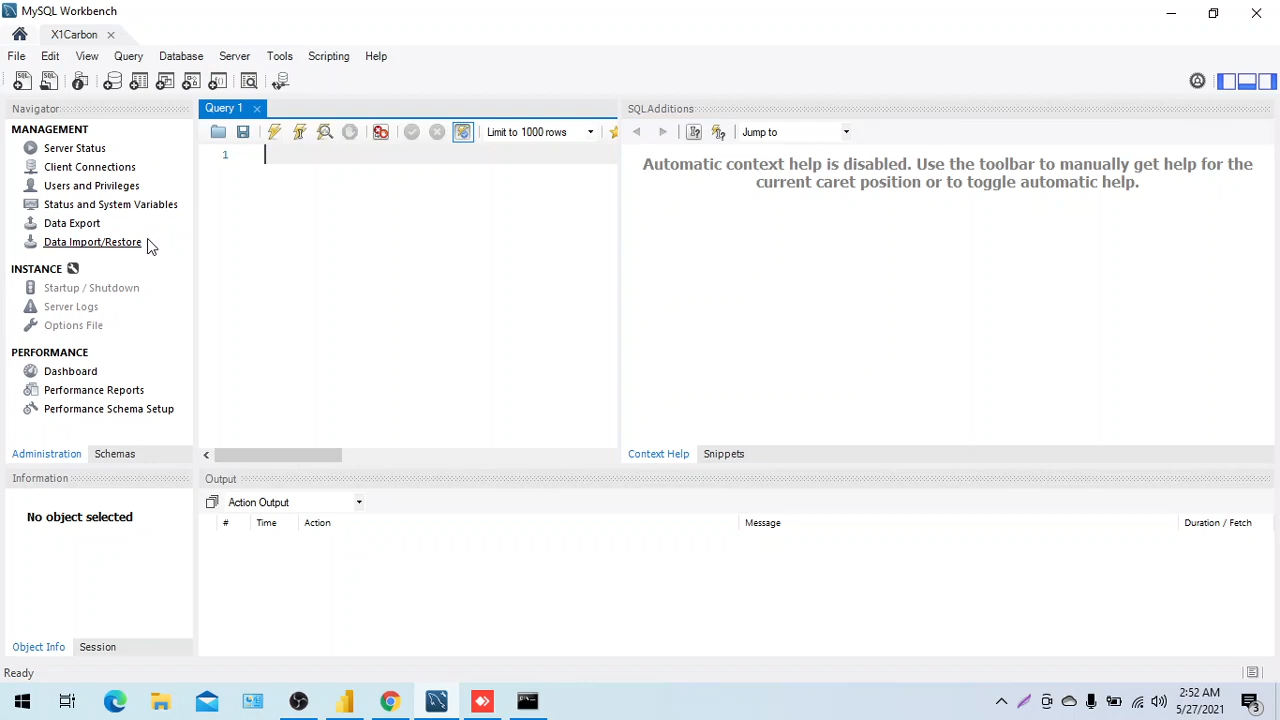 MySQL Workbench
X1Carbon
File Edit View Query Database Server Tools Scripting Help
Navigator
MANAGEMENT
Server Status
Client Connections
Users and Privileges
Status and System Variables
Data Export
Data Import/Restore
INSTANCE
Startup / Shutdown
Server Logs
Options File
PERFORMANCE
Dashboard
Performance Reports
Performance Schema Setup
Administration Schemas
Information
No object selected
Object Info Session
Query 1
Limit to 1000 rows
1
SQLAdditions
Jump to
Automatic context help is disabled. Use the toolbar to manually get help for the
current caret position or to toggle automatic help.
Context Help Snippets
Output
Action Output
# Time Action Message Duration / Fetch
Ready
2:52 AM
5/27/2021
3